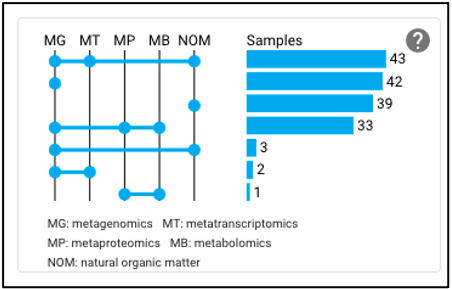 MG MT MP MB NOM Samples ?
43
42
39
33
3
2
1
MG: metagenomics MT: metatranscriptomics
MP: metaproteomics MB: metabolomics
NOM: natural organic matter